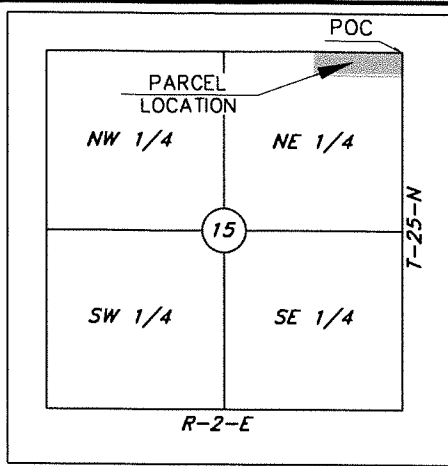 POC
PARCEL
LOCATION
NW 1/4
NE 1/4
T-25-N
15
SW 1/4
SE 1/4
R-2-E